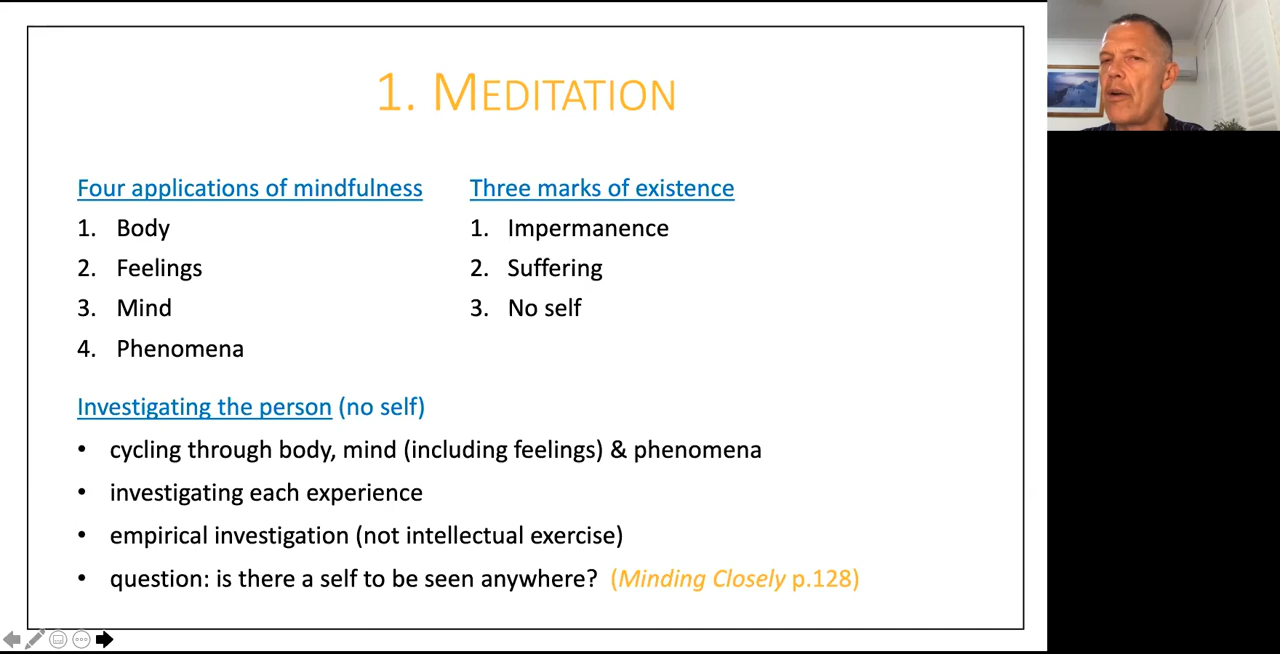 1. MEDITATION
Four applications of mindfulness
1. Body
2. Feelings
3. Mind
4. Phenomena
Three marks of existence
1. Impermanence
2. Suffering
3. No self
Investigating the person (no self)
• cycling through body, mind (including feelings) & phenomena
• investigating each experience
• empirical investigation (not intellectual exercise)
• question: is there a self to be seen anywhere? (Minding Closely p.128)